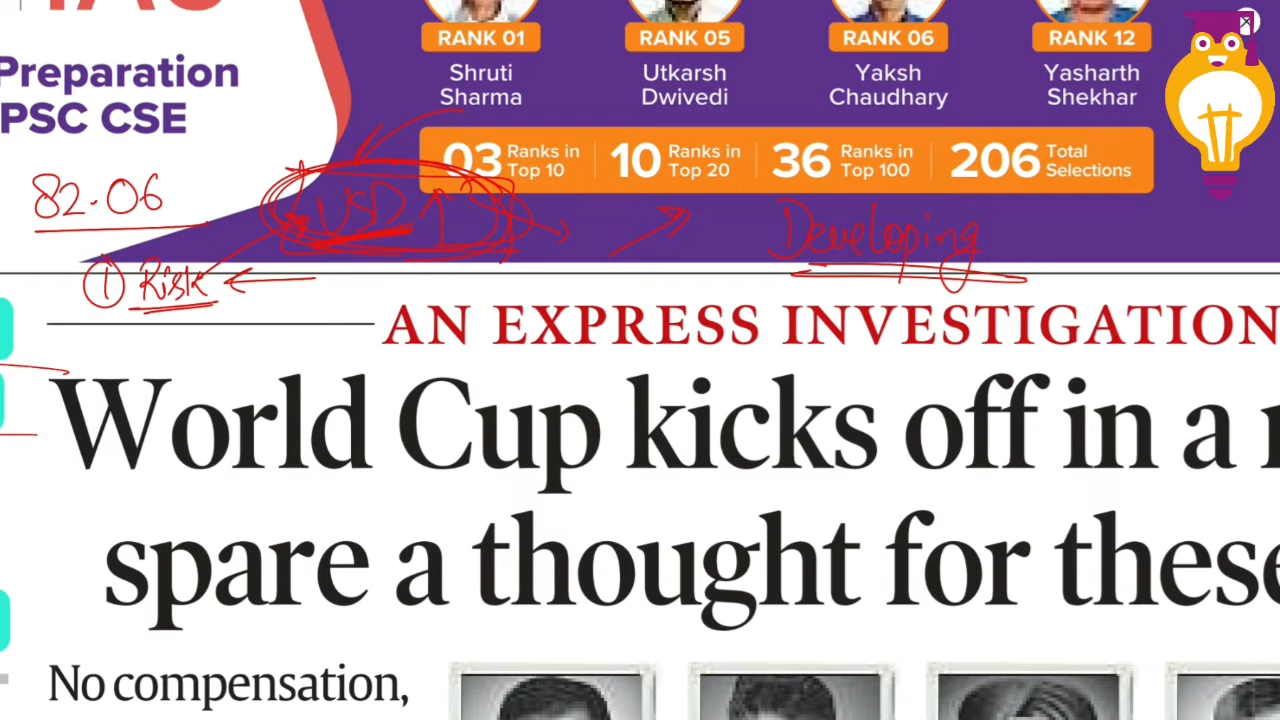 IAS
Preparation
PSC CSE
RANK 01
RANK 05
RANK 06
RANK 12
Shruti
Sharma
Utkarsh
Dwivedi
Yaksh
Chaudhary
Yasharth
Shekhar
03 Ranks in
Top 10
10 Ranks in
Top 20
36 Ranks in
Top 100
206 Total
Selections
82.06
USD ↑
Developing
① Risk
AN EXPRESS INVESTIGATION
World Cup kicks off in a
spare a thought for these
No compensation,